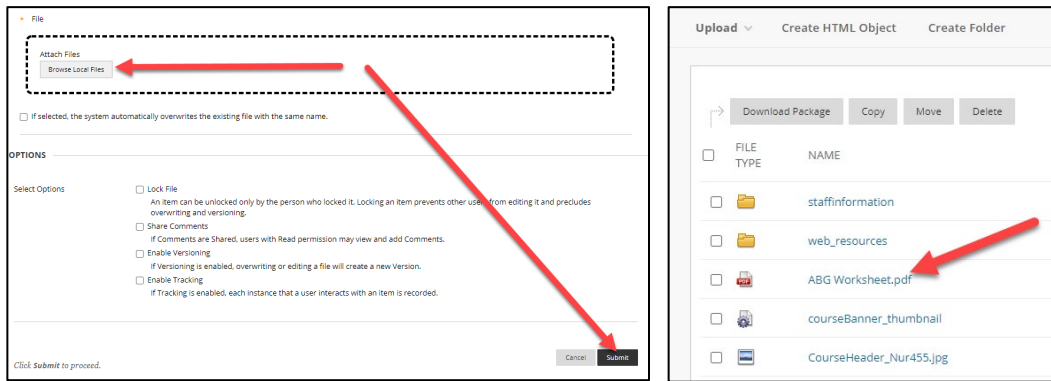 * File
Attach Files
Browse Local Files
If selected, the system automatically overwrites the existing file with the same name.
OPTIONS
Select Options
Lock File
An item can be unlocked only by the person who locked it. Locking an item prevents other users from editing it and precludes
overwriting and versioning.
Share Comments
If Comments are Shared, users with Read permission may view and add Comments.
Enable Versioning
If Versioning is enabled, overwriting or editing a file will create a new Version.
Enable Tracking
If Tracking is enabled, each instance that a user interacts with an item is recorded.
Click Submit to proceed.
Cancel Submit
Upload Create HTML Object Create Folder
Download Package Copy Move Delete
FILE
TYPE
NAME
staffinformation
web_resources
PDF
ABG Worksheet.pdf
courseBanner_thumbnail
CourseHeader_Nur455.jpg